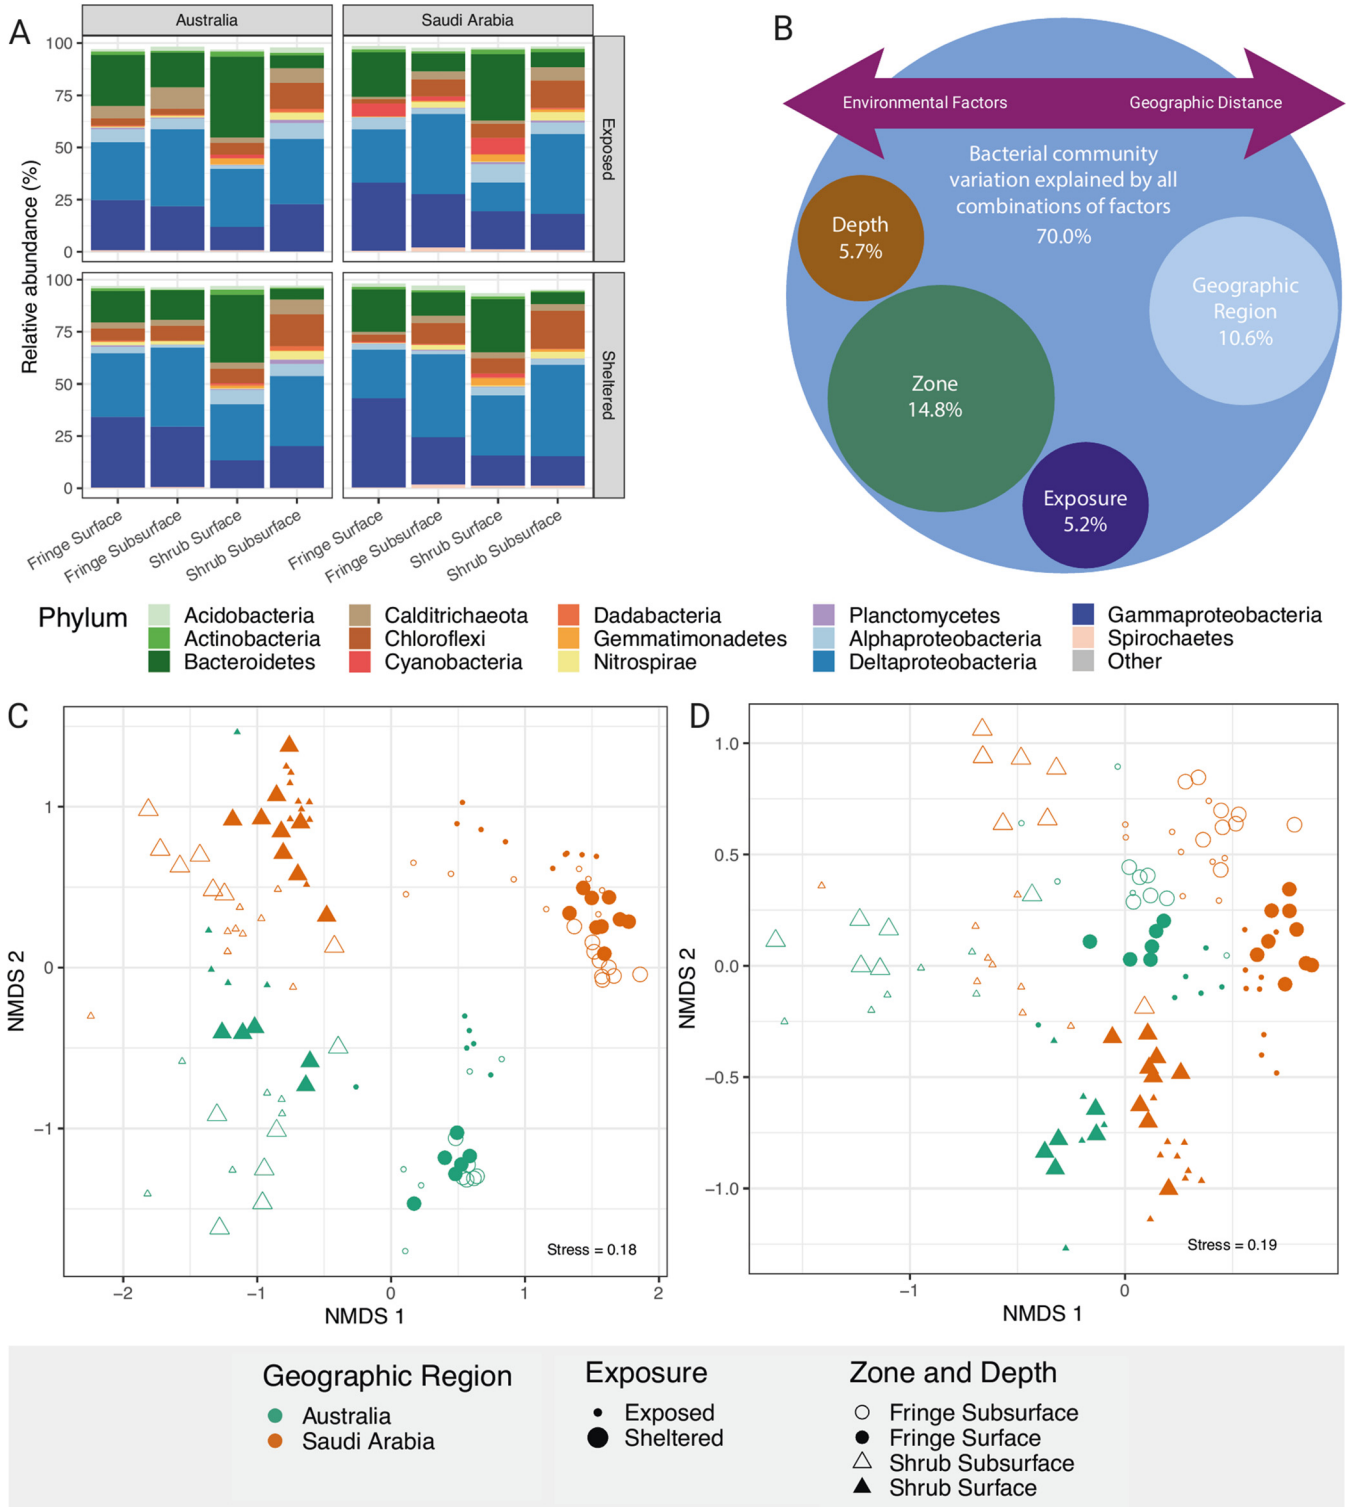 A
Australia
Saudi Arabia
Relative abundance (%)
100
75
50
25
0
Exposed
100
75
50
25
0
Sheltered
Fringe Surface
Fringe Subsurface
Shrub Surface
Shrub Subsurface
Fringe Surface
Fringe Subsurface
Shrub Surface
Shrub Subsurface
B
Environmental Factors
Geographic Distance
Bacterial community
variation explained by all
combinations of factors
70.0%
Depth
5.7%
Geographic
Region
10.6%
Zone
14.8%
Exposure
5.2%
Phylum
Acidobacteria
Actinobacteria
Bacteroidetes
Calditrichaeota
Chloroflexi
Cyanobacteria
Dadabacteria
Gemmatimonadetes
Nitrospirae
Planctomycetes
Alphaproteobacteria
Deltaproteobacteria
Gammaproteobacteria
Spirochaetes
Other
C
NMDS 2
1
0
−1
Stress = 0.18
−2
−1
0
1
2
NMDS 1
D
NMDS 2
1.0
0.5
0.0
−0.5
−1.0
Stress = 0.19
−1
0
NMDS 1
Geographic Region
Australia
Saudi Arabia
Exposure
Exposed
Sheltered
Zone and Depth
Fringe Subsurface
Fringe Surface
Shrub Subsurface
Shrub Surface